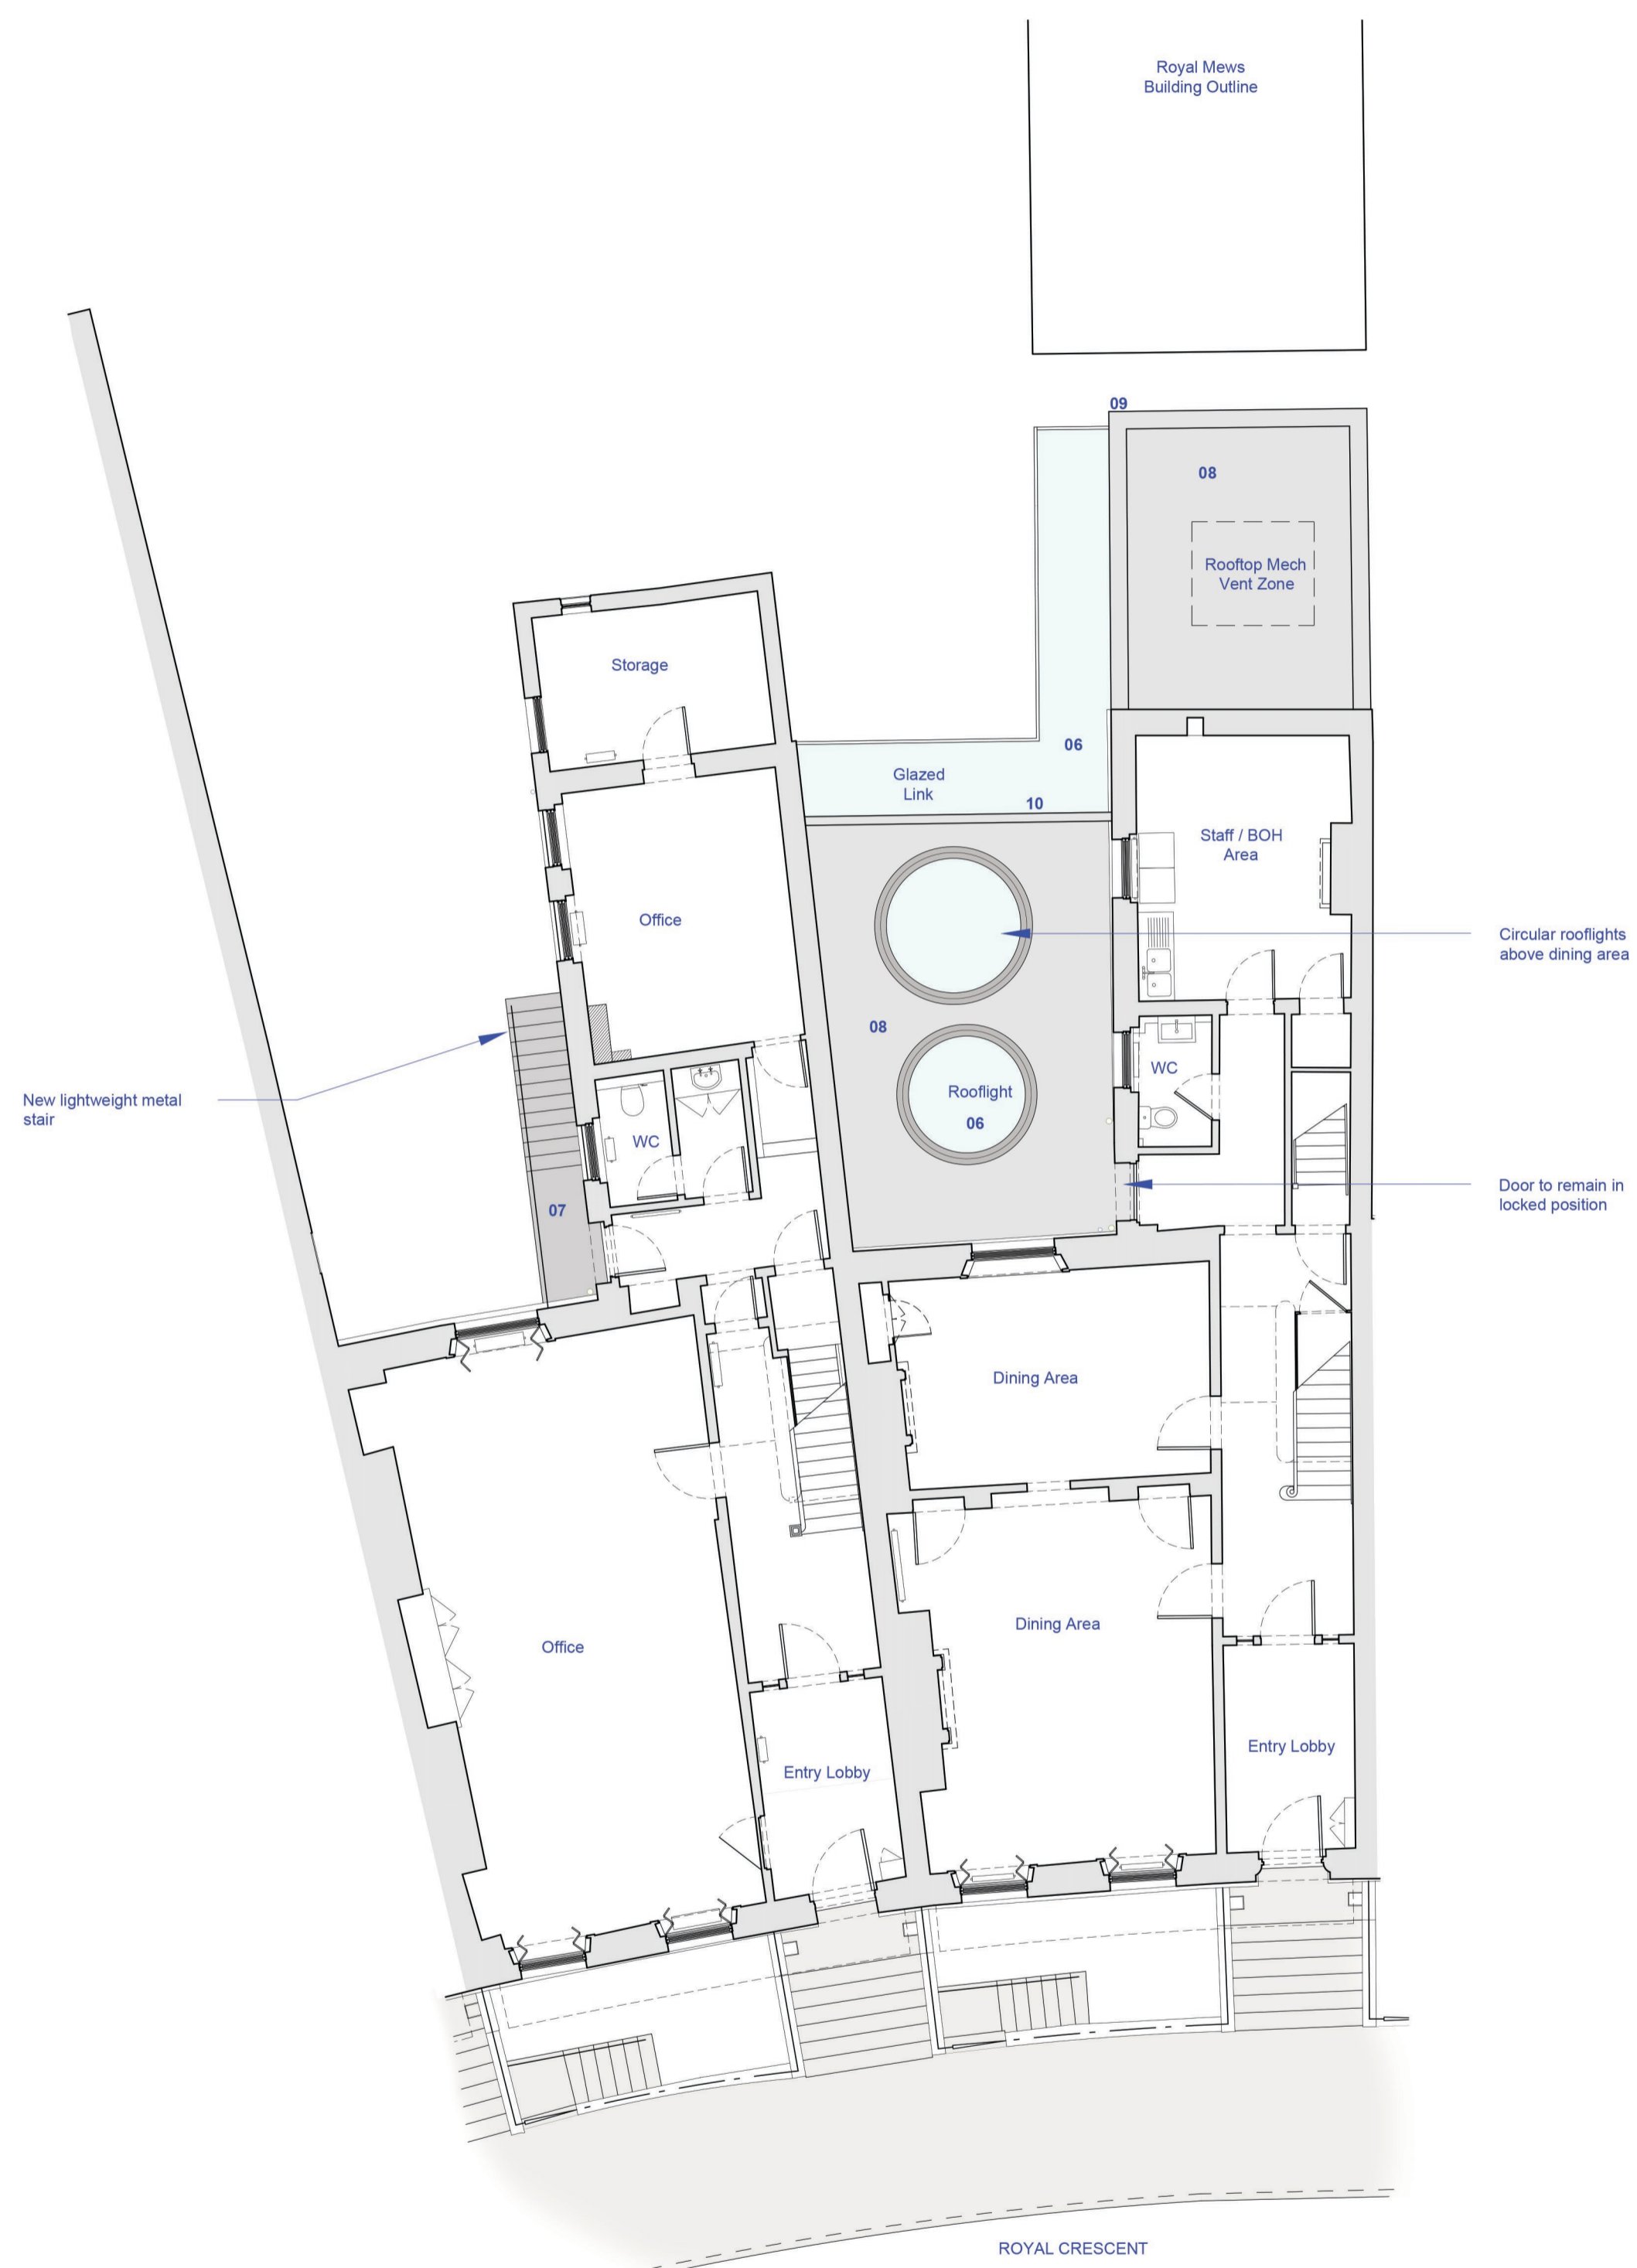 Royal Mews
Building Outline
09
08
Rooftop Mech
Vent Zone
Storage
06
Glazed
Link
10
Staff / BOH
Area
Office
Circular rooflights
above dining area
08
New lightweight metal
stair
WC
Rooflight
06
WC
07
Door to remain in
locked position
Dining Area
Dining Area
Office
Entry Lobby
Entry Lobby
ROYAL CRESCENT